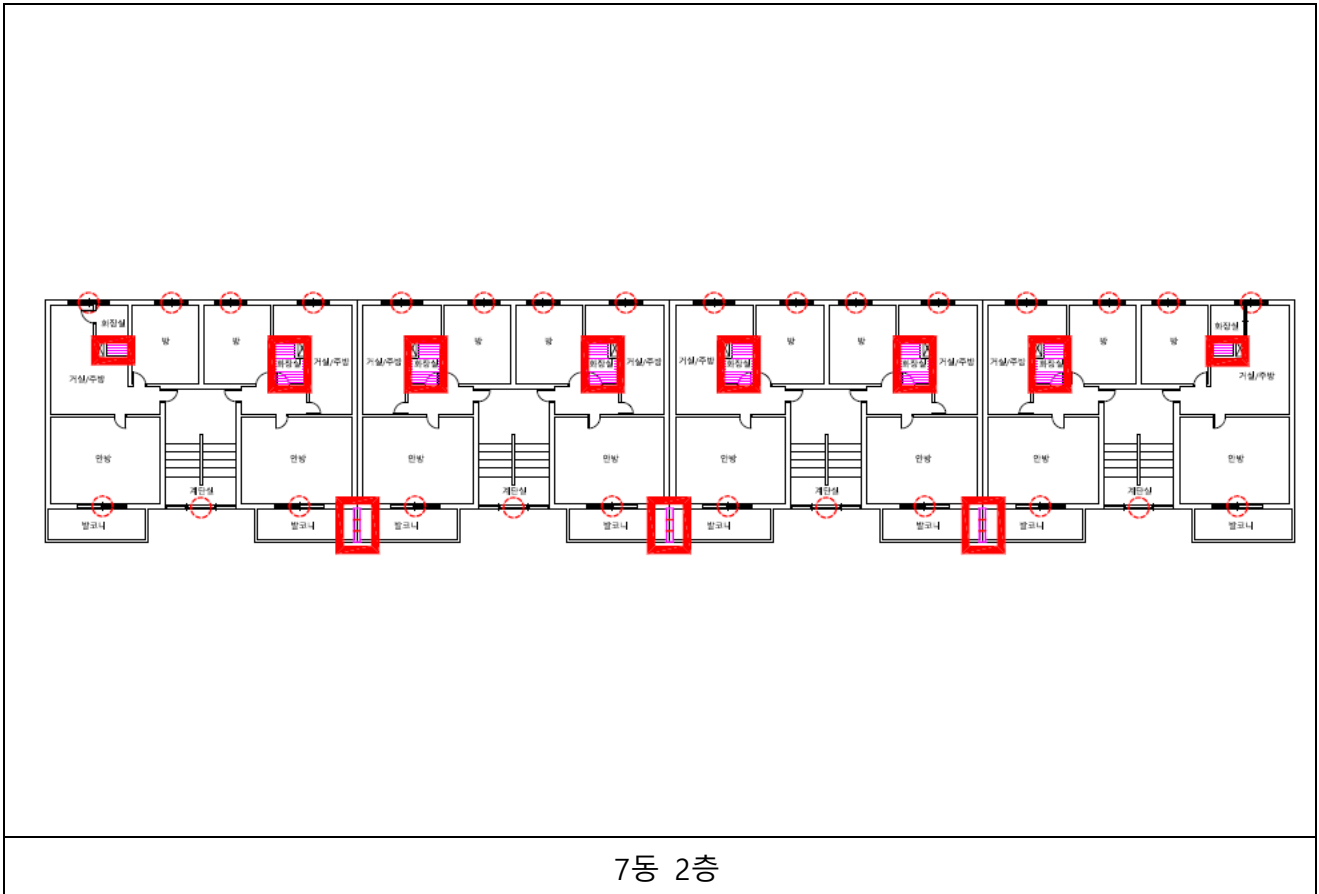 화장실 화장실
방 방 방 방 방 방 방 방
거실/주방 화장실 거실/주방 거실/주방 화장실 화장실 거실/주방 거실/주방 화장실 화장실 거실/주방 거실/주방 화장실 거실/주방
안방 안방 안방 안방 안방 안방 안방 안방
계단실 계단실 계단실 계단실
발코니 발코니 발코니 발코니 발코니 발코니 발코니 발코니
7동 2층